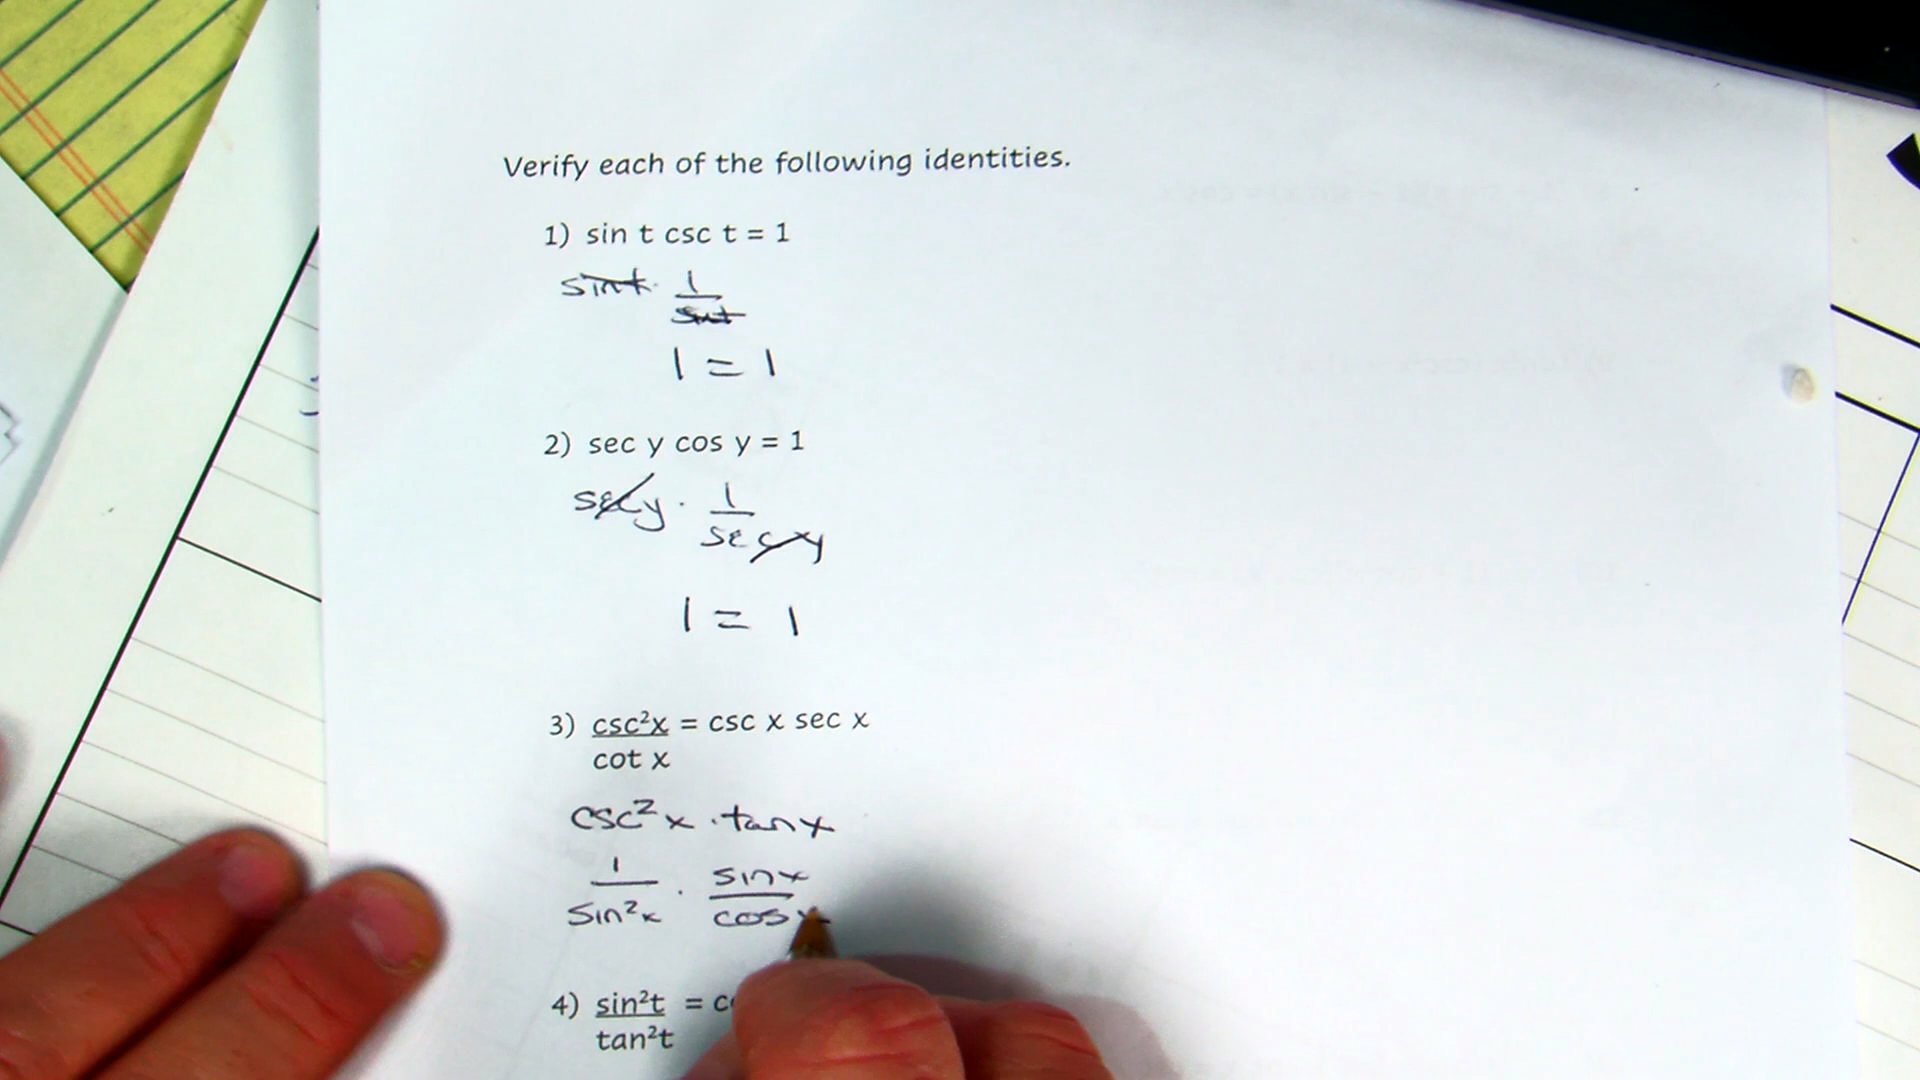 Verify each of the following identities.
1) sin t csc t = 1
sin t · 1
sin t
1 = 1
2) sec y cos y = 1
sec y · 1
sec y
1 = 1
3) csc²x = csc x sec x
cot x
csc²x · tan x
1 · sin x
sin²x cos x
4) sin²t =
tan²t